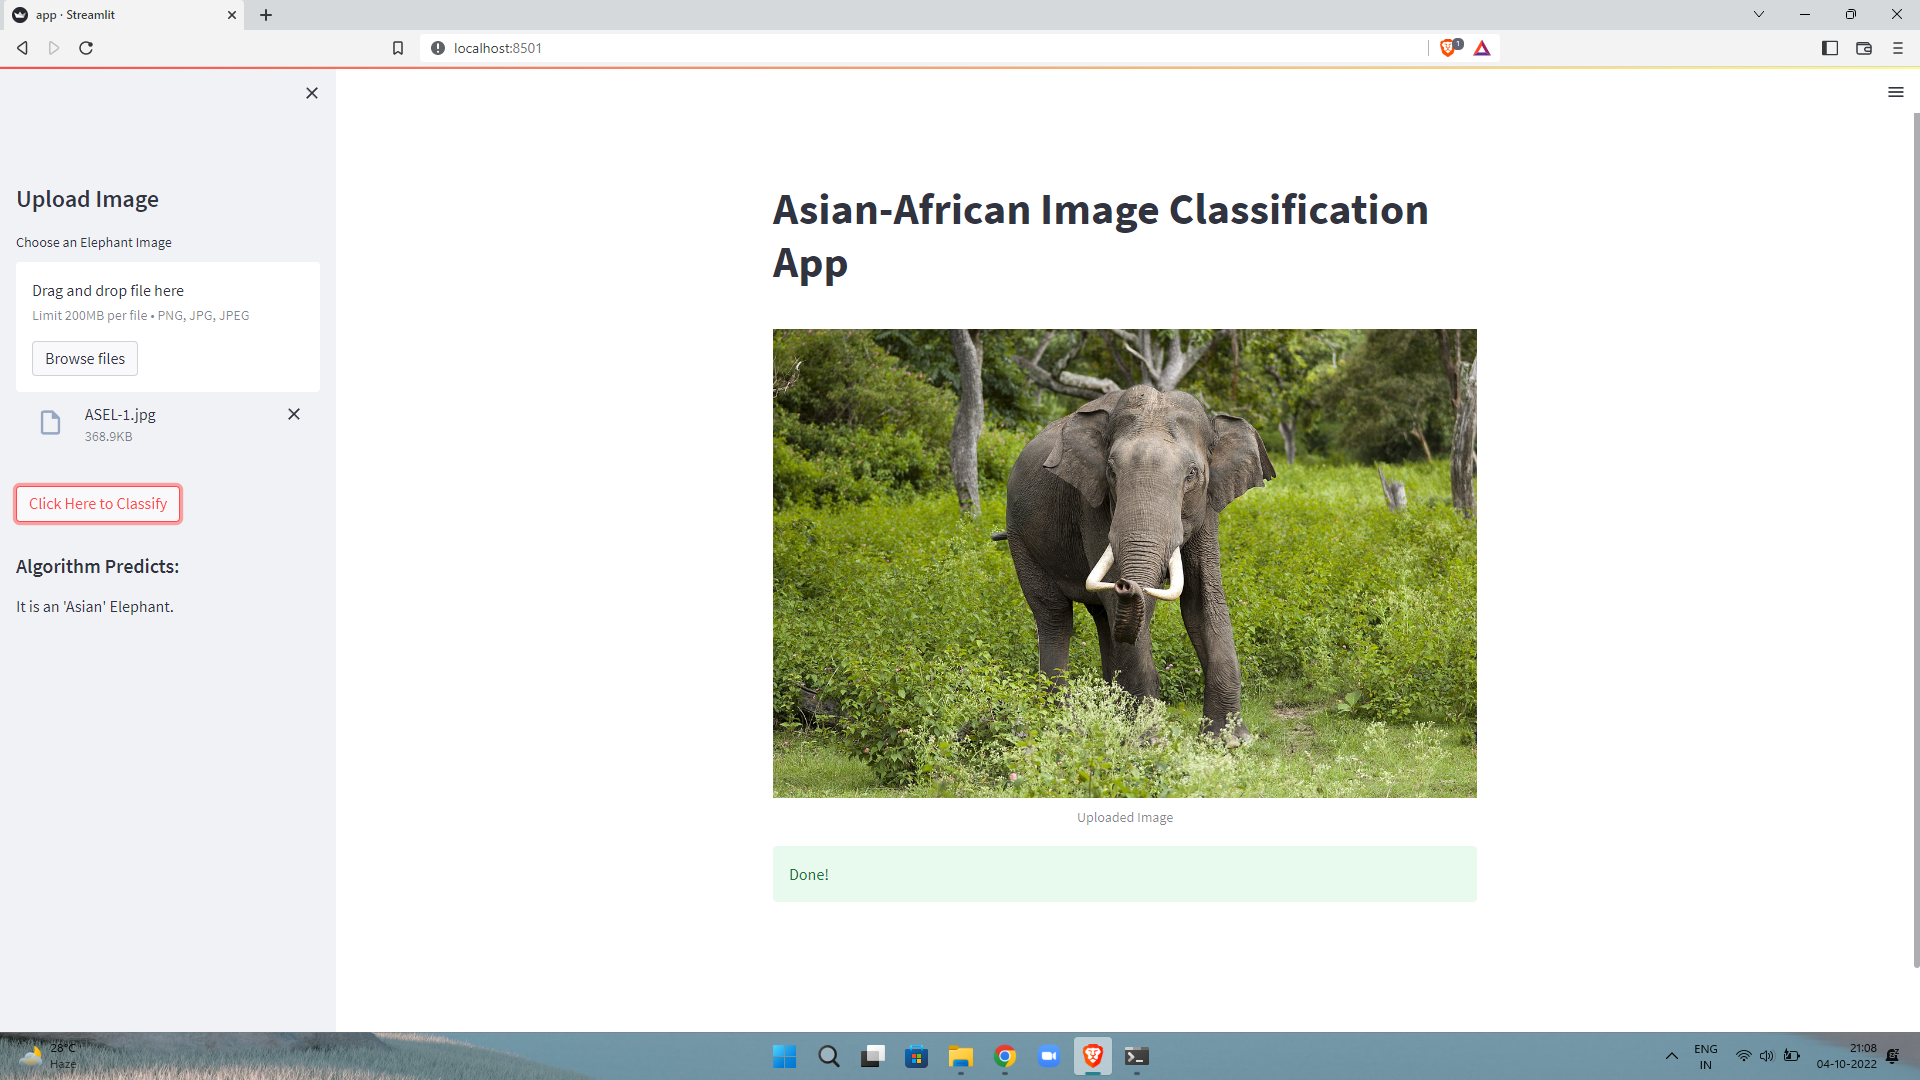 app · Streamlit
localhost:8501
1
Upload Image
Choose an Elephant Image
Drag and drop file here
Limit 200MB per file • PNG, JPG, JPEG
Browse files
ASEL-1.jpg
368.9KB
Click Here to Classify
Algorithm Predicts:
It is an 'Asian' Elephant.
Asian-African Image Classification
App
Uploaded Image
Done!
28°C
Haze
ENG
IN
21:08
04-10-2022